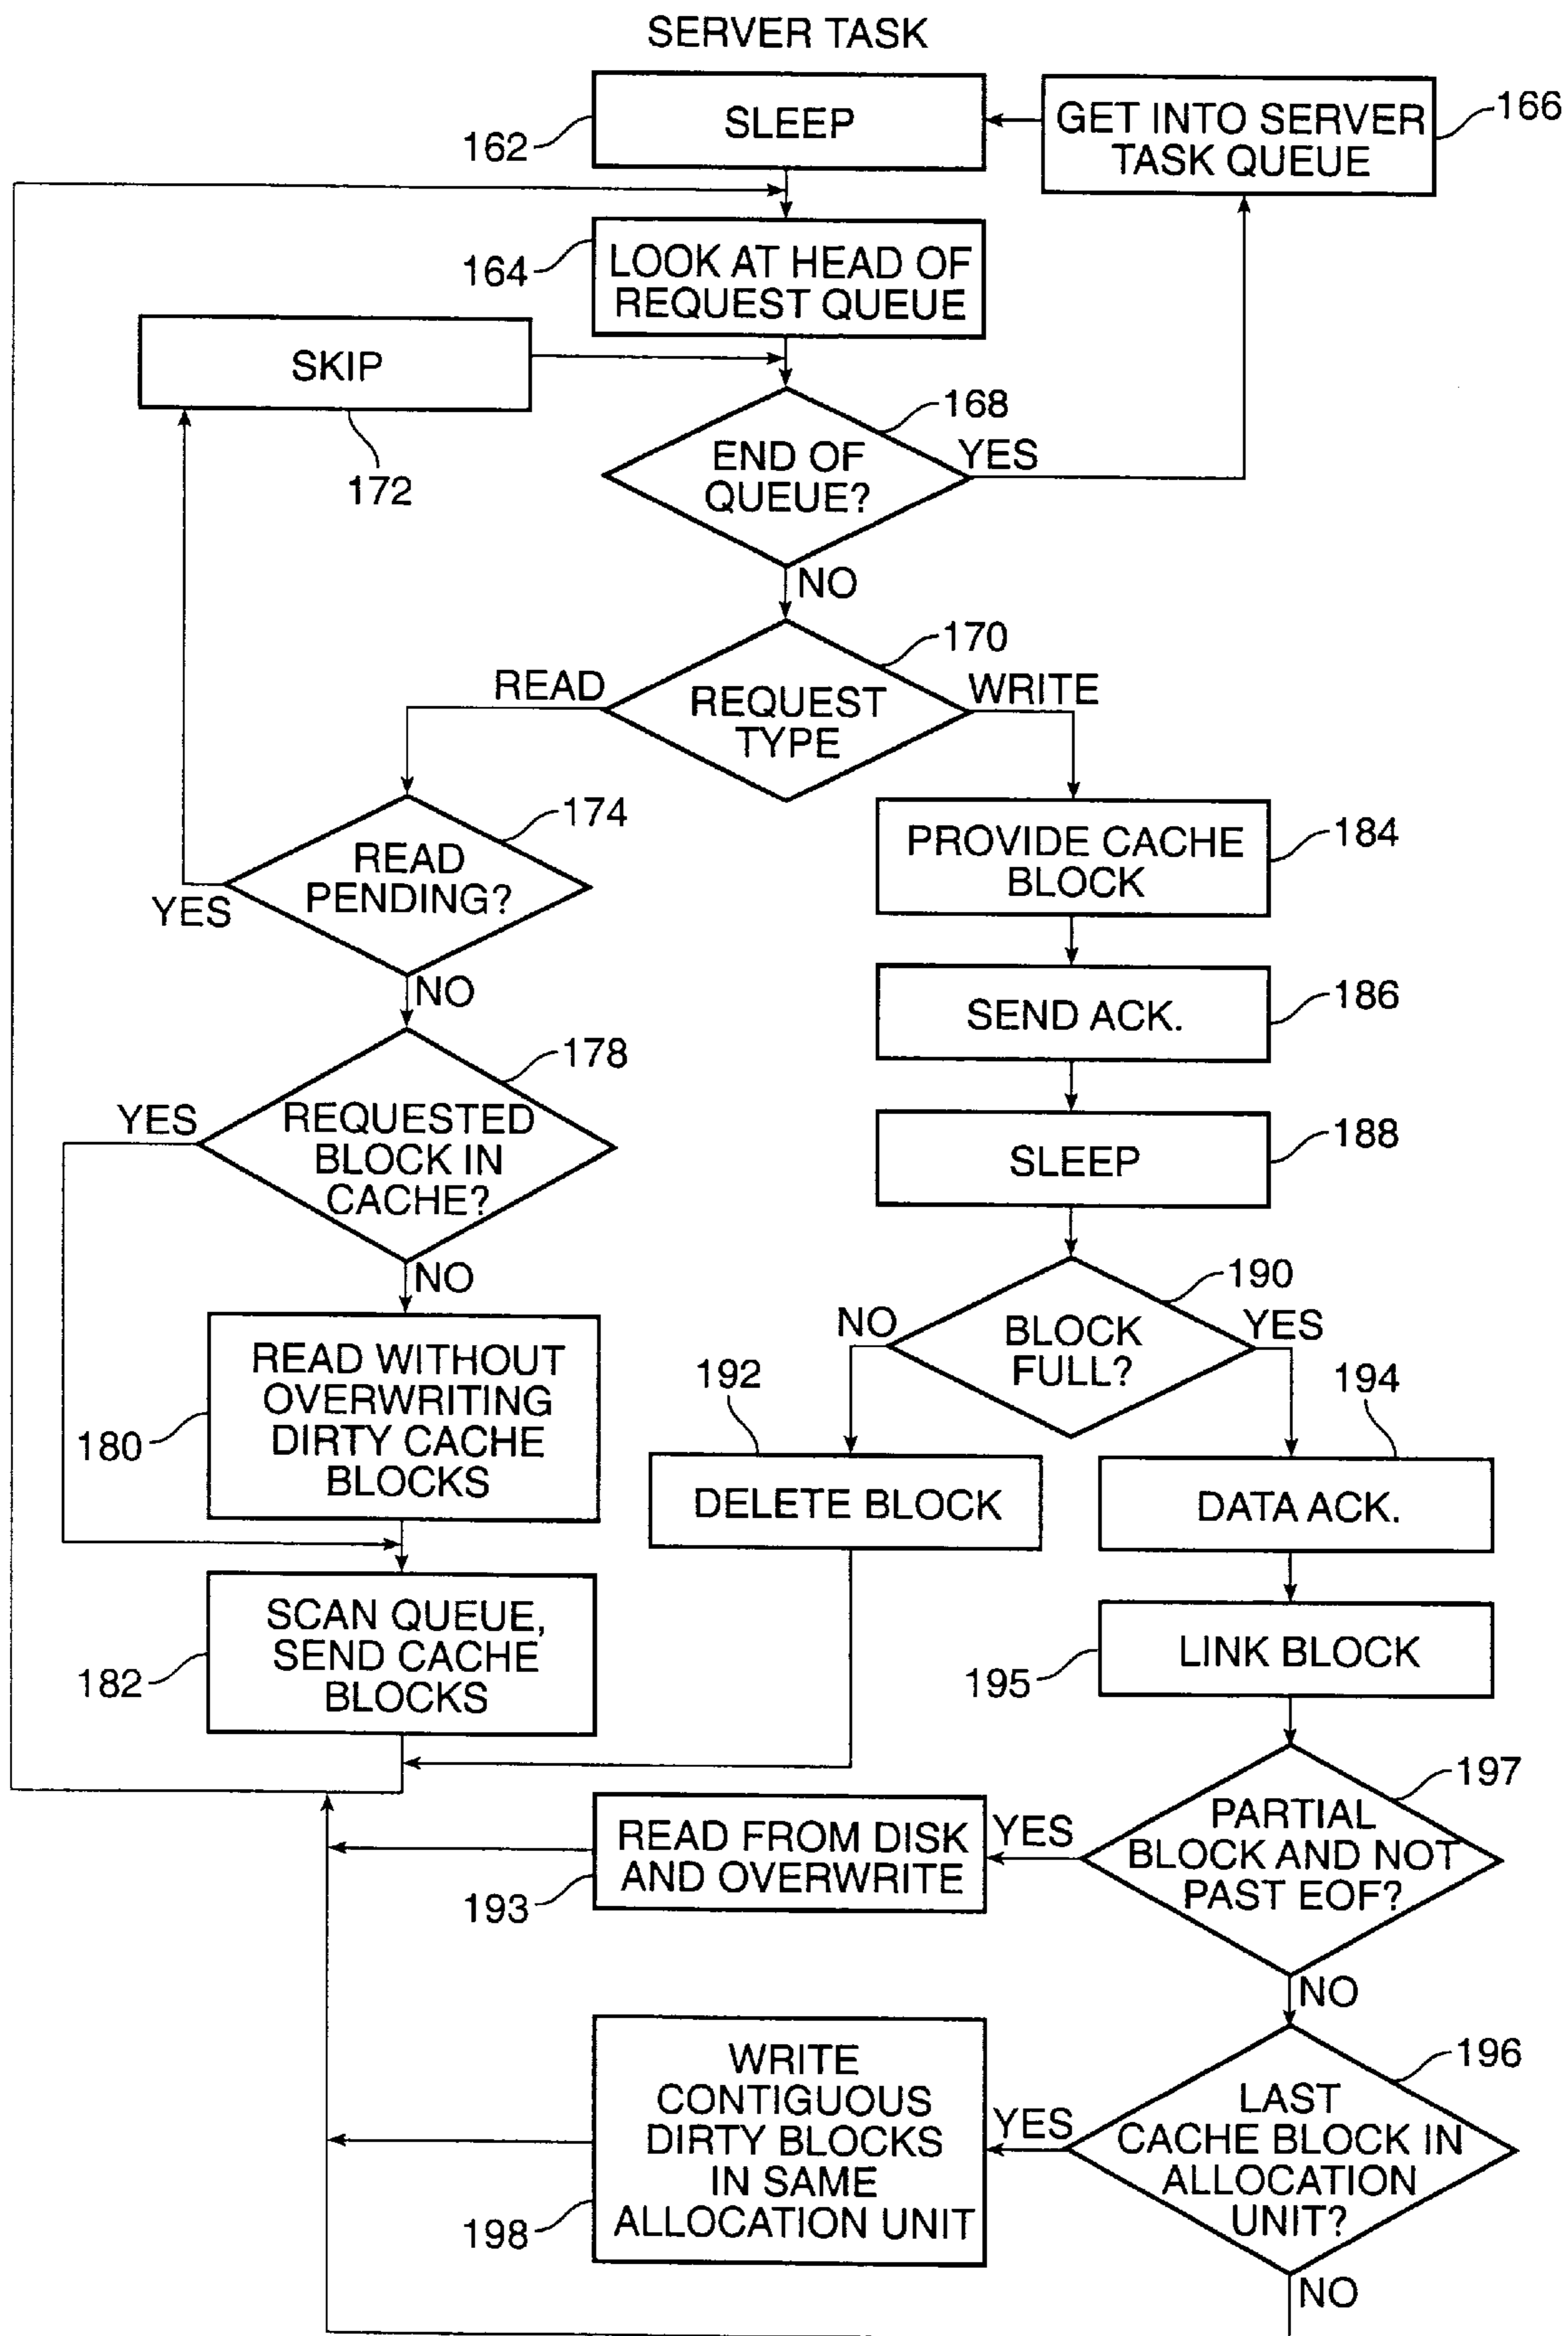 SERVER TASK
SLEEP
162
GET INTO SERVER
TASK QUEUE
166
LOOK AT HEAD OF
REQUEST QUEUE
164
SKIP
172
168
END OF
QUEUE?
YES
NO
170
REQUEST
TYPE
READ
WRITE
174
READ
PENDING?
YES
NO
PROVIDE CACHE
BLOCK
184
SEND ACK.
186
178
REQUESTED
BLOCK IN
CACHE?
YES
NO
SLEEP
188
190
BLOCK
FULL?
NO
YES
READ WITHOUT
OVERWRITING
DIRTY CACHE
BLOCKS
180
192
DELETE BLOCK
194
DATA ACK.
SCAN QUEUE,
SEND CACHE
BLOCKS
182
LINK BLOCK
195
197
PARTIAL
BLOCK AND NOT
PAST EOF?
YES
NO
READ FROM DISK
AND OVERWRITE
193
196
LAST
CACHE BLOCK IN
ALLOCATION
UNIT?
YES
NO
WRITE
CONTIGUOUS
DIRTY BLOCKS
IN SAME
ALLOCATION UNIT
198